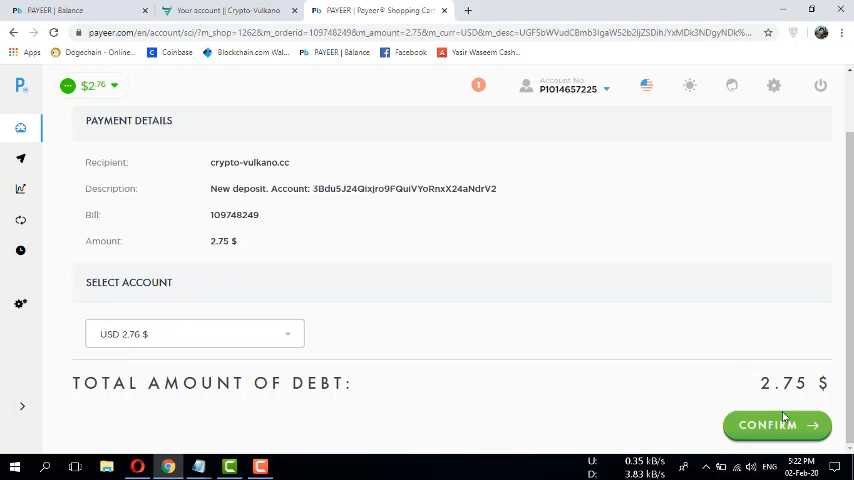 PAYEER | Balance
Your account || Crypto-Vulkano
PAYEER | Payeer® Shopping Car
payeer.com/en/account/sci/?m_shop=1262&m_orderid=109748249&m_amount=2.75&m_curr=USD&m_desc=UGF5bWVudCBmb3IgaW52b2ljZSDihJYxMDk3NDgyNDk%...
Apps
Dogechain - Online...
Coinbase
Blockchain.com Wal...
PAYEER | Balance
Facebook
Yasir Waseem Cash...
$2.76
1
Account No.
P1014657225
PAYMENT DETAILS
Recipient: crypto-vulkano.cc
Description: New deposit. Account: 3Bdu5J24Qixjro9FQuiVYoRnxX24aNdrV2
Bill: 109748249
Amount: 2.75 $
SELECT ACCOUNT
USD 2.76 $
TOTAL AMOUNT OF DEBT: 2.75 $
CONFIRM
U: 0.35 kB/s
D: 3.83 kB/s
ENG
5:22 PM
02-Feb-20